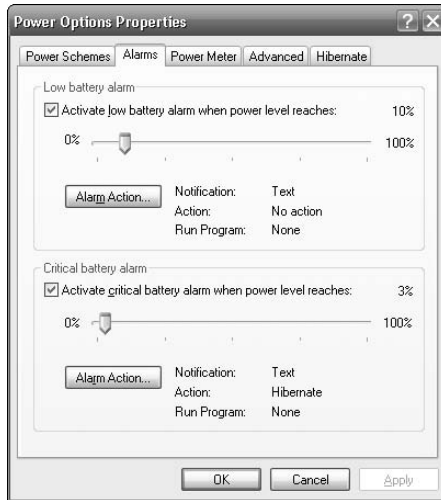 Power Options Properties
Power Schemes Alarms Power Meter Advanced Hibernate
Low battery alarm
Activate low battery alarm when power level reaches: 10%
0% 100%
Alarm Action... Notification: Text
Action: No action
Run Program: None
Critical battery alarm
Activate critical battery alarm when power level reaches: 3%
0% 100%
Alarm Action... Notification: Text
Action: Hibernate
Run Program: None
OK Cancel Apply